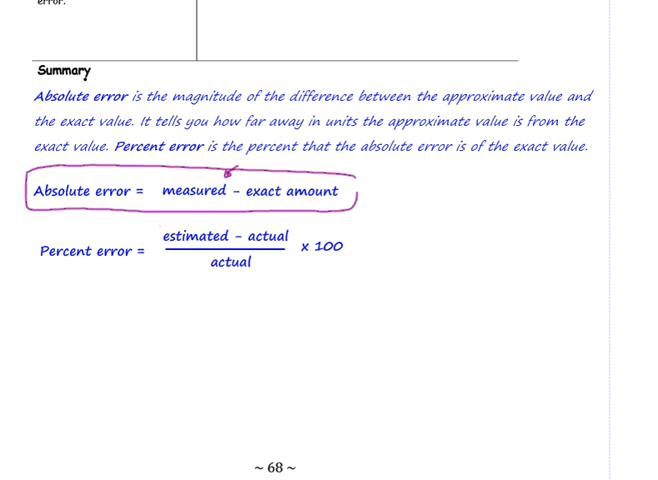 error.
Summary
Absolute error is the magnitude of the difference between the approximate value and
the exact value. It tells you how far away in units the approximate value is from the
exact value. Percent error is the percent that the absolute error is of the exact value.
Absolute error = measured - exact amount
Percent error = estimated - actual
actual
x 100
~ 68 ~